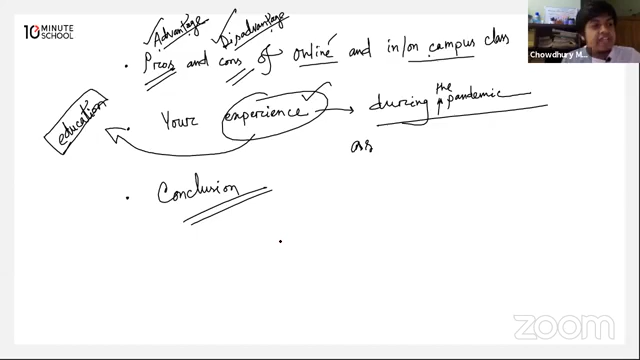 10 MINUTE SCHOOL
✓ Advantage ✓ Disadvantage
• Pros and cons of online and in/on campus class
Chowdhury M...
education
• Your experience ✓ → during the pandemic
as
• Conclusion
zoom